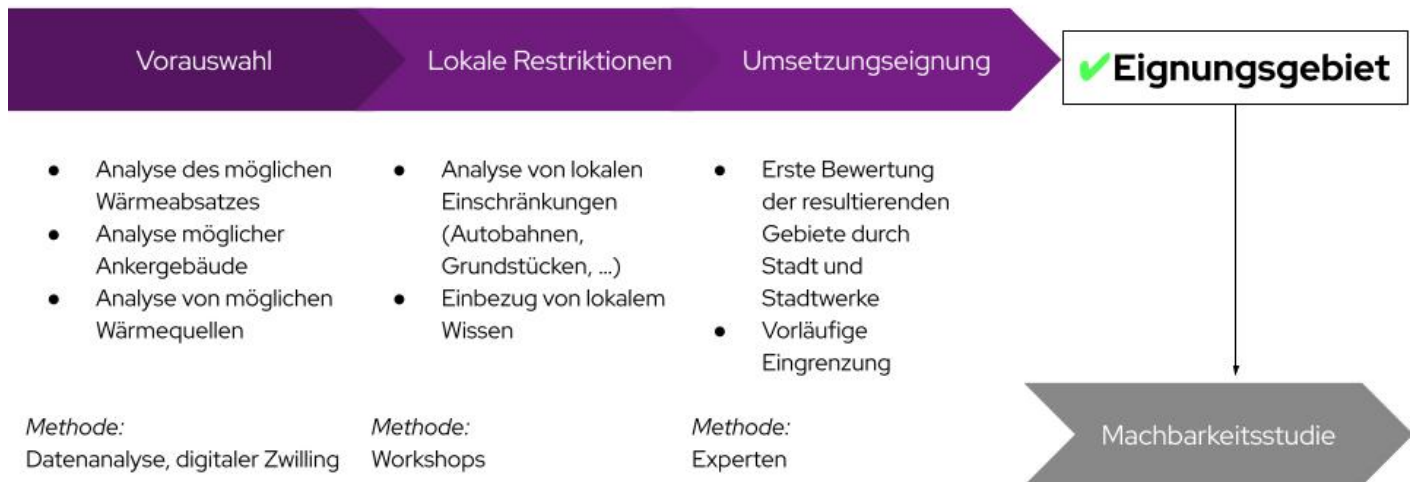 Vorauswahl
Lokale Restriktionen
Umsetzungseignung
✔Eignungsgebiet
● Analyse des möglichen
Wärmeabsatzes
● Analyse möglicher
Ankergebäude
● Analyse von möglichen
Wärmequellen
● Analyse von lokalen
Einschränkungen
(Autobahnen,
Grundstücken, ...)
● Einbezug von lokalem
Wissen
● Erste Bewertung
der resultierenden
Gebiete durch
Stadt und
Stadtwerke
● Vorläufige
Eingrenzung
Methode:
Datenanalyse, digitaler Zwilling
Methode:
Workshops
Methode:
Experten
Machbarkeitsstudie